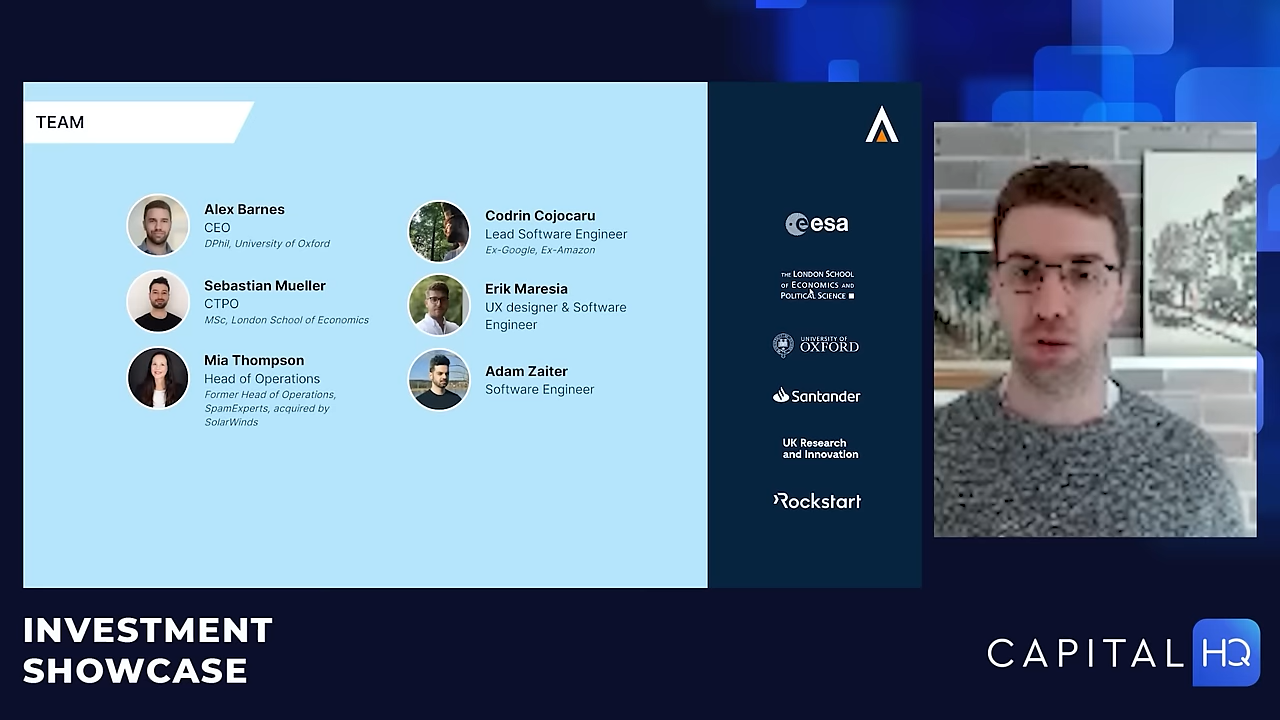 TEAM
Alex Barnes
CEO
DPhil, University of Oxford
Sebastian Mueller
CTPO
MSc, London School of Economics
Mia Thompson
Head of Operations
Former Head of Operations,
SpamExperts, acquired by
SolarWinds
Codrin Cojocaru
Lead Software Engineer
Ex-Google, Ex-Amazon
Erik Maresia
UX designer & Software
Engineer
Adam Zaiter
Software Engineer
esa
THE LONDON SCHOOL
OF ECONOMICS AND
POLITICAL SCIENCE
UNIVERSITY OF
OXFORD
Santander
UK Research
and Innovation
Rockstart
INVESTMENT
SHOWCASE
CAPITAL HQ